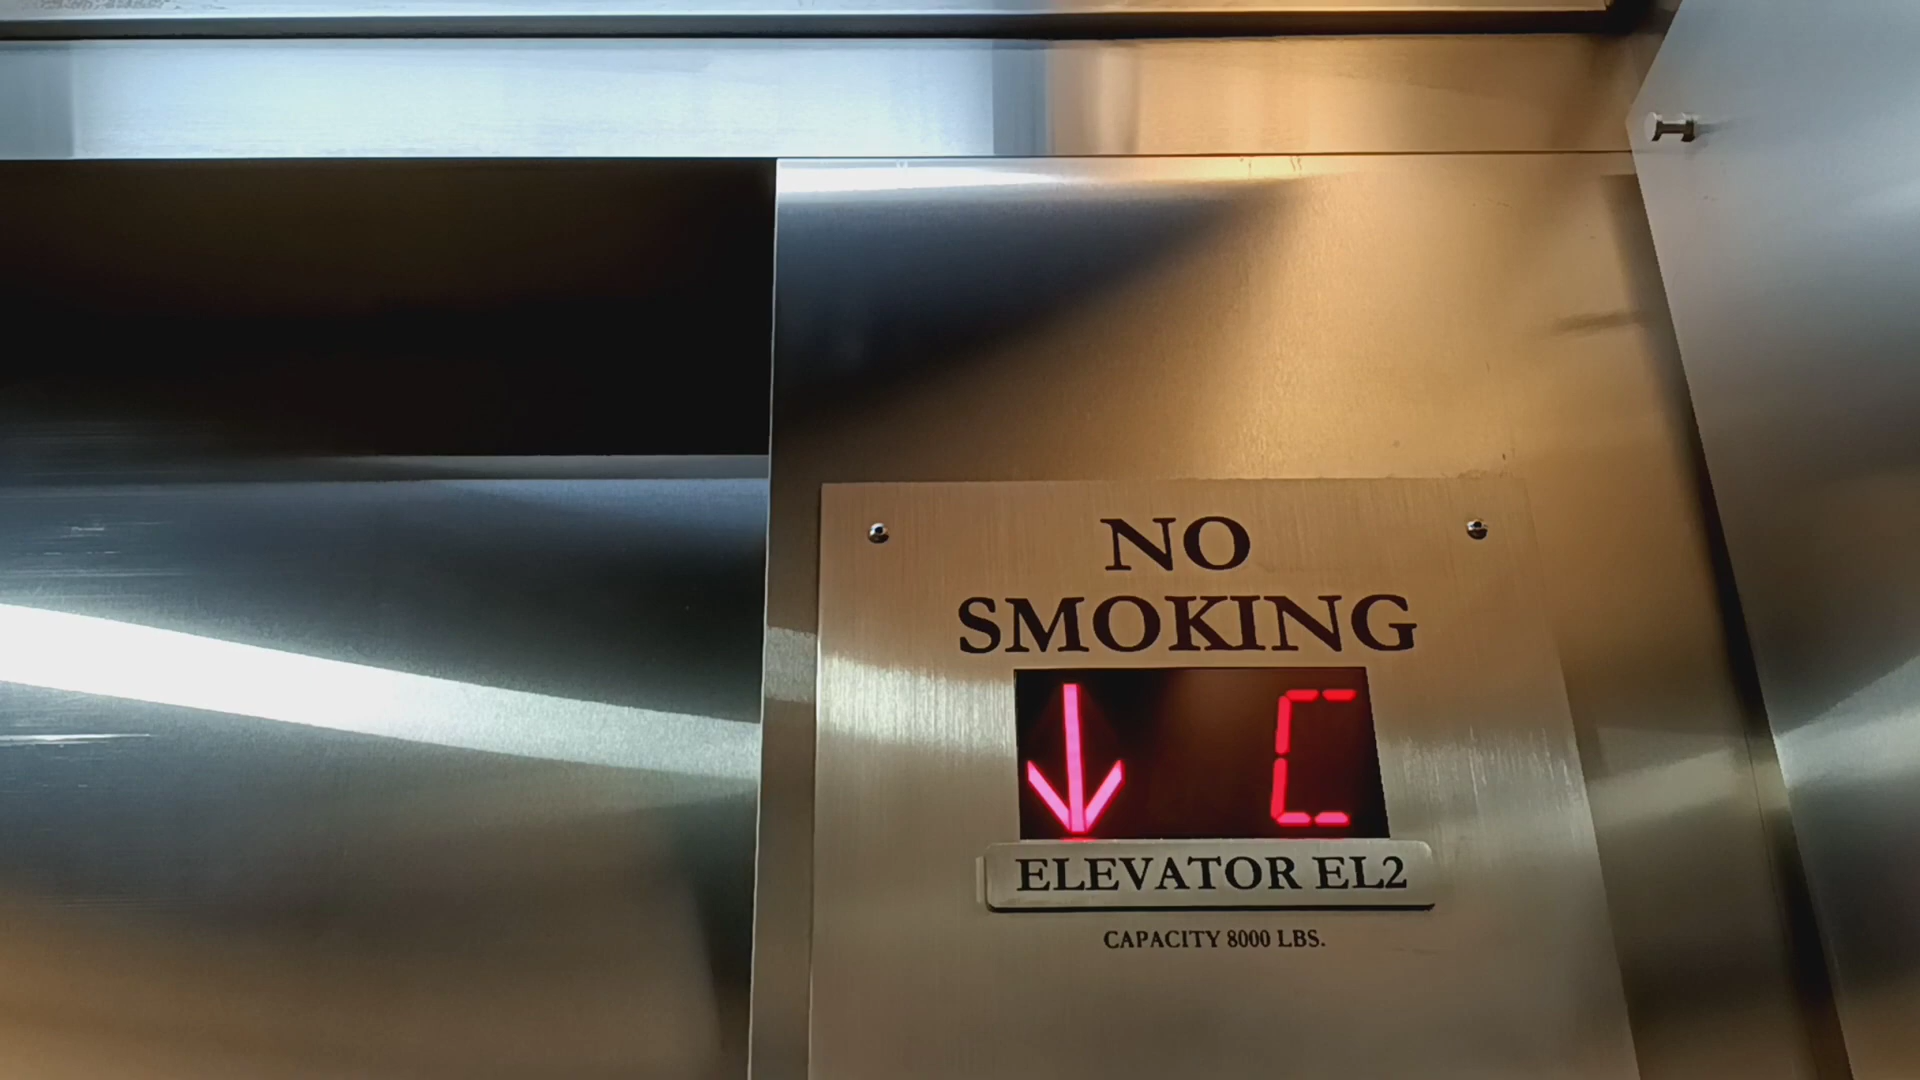 NO
SMOKING
↓ C
ELEVATOR EL2
CAPACITY 8000 LBS.